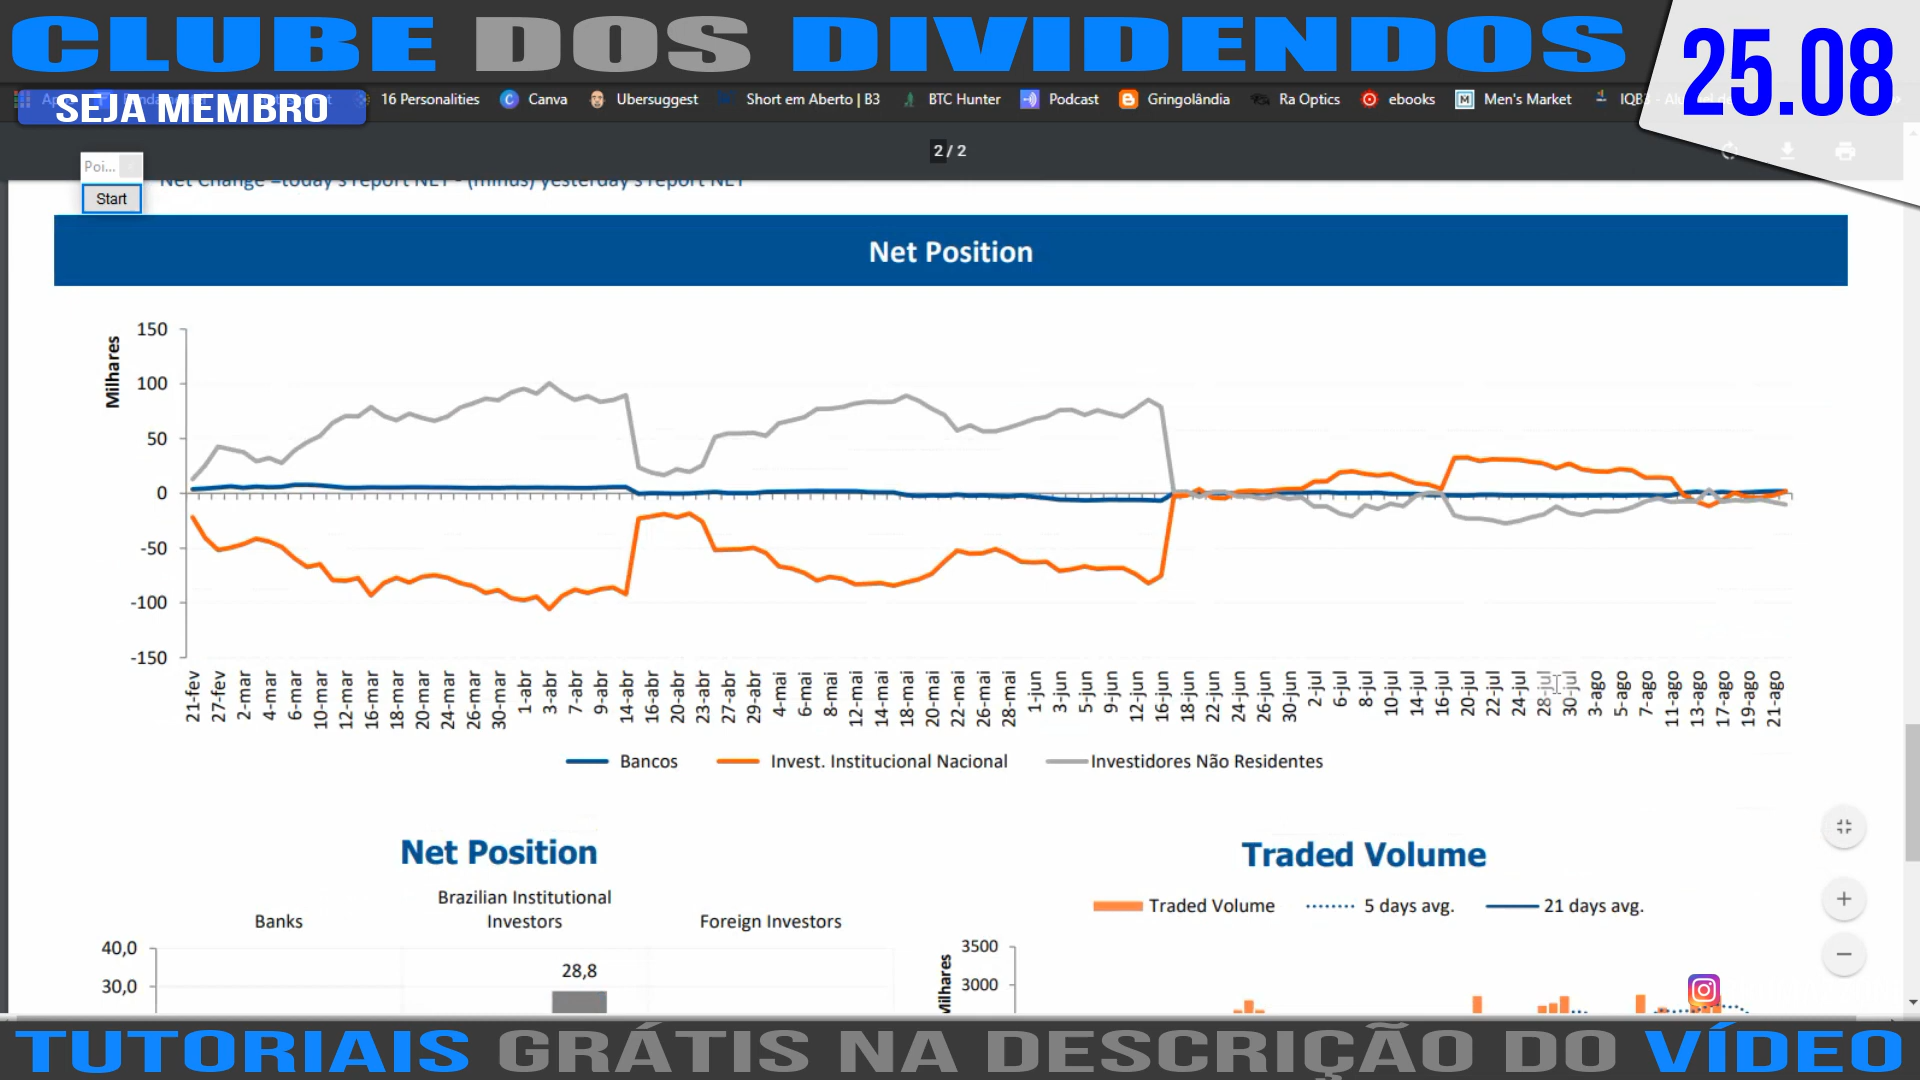 CLUBE DOS DIVIDENDOS
25.08
SEJA MEMBRO
16 Personalities
Canva
Ubersuggest
Short em Aberto | B3
BTC Hunter
Podcast
Gringolândia
Ra Optics
ebooks
Men's Market
2 / 2
Poi...
Start
Net Change =today's report NET - (minus) yesterday's report NET
Net Position
Milhares
150
100
50
0
-50
-100
-150
21-fev 27-fev 2-mar 4-mar 6-mar 10-mar 12-mar 16-mar 18-mar 20-mar 24-mar 26-mar 30-mar 1-abr 3-abr 7-abr 9-abr 14-abr 16-abr 20-abr 23-abr 27-abr 29-abr 4-mai 6-mai 8-mai 12-mai 14-mai 18-mai 20-mai 22-mai 26-mai 28-mai 1-jun 3-jun 5-jun 9-jun 12-jun 16-jun 18-jun 22-jun 24-jun 26-jun 30-jun 2-jul 6-jul 8-jul 10-jul 14-jul 16-jul 20-jul 22-jul 24-jul 28-jul 30-jul 3-ago 5-ago 7-ago 11-ago 13-ago 17-ago 19-ago 21-ago
Bancos
Invest. Institucional Nacional
Investidores Não Residentes
Net Position
Banks
Brazilian Institutional
Investors
Foreign Investors
40,0
30,0
28,8
Traded Volume
Traded Volume
5 days avg.
21 days avg.
Milhares
3500
3000
TUTORIAIS GRÁTIS NA DESCRIÇÃO DO VÍDEO